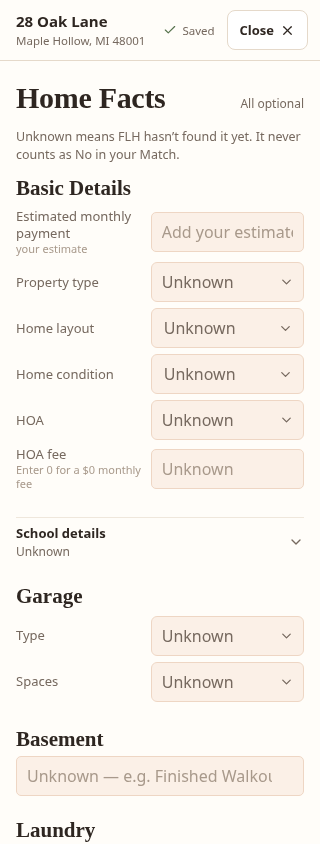 28 Oak Lane
Maple Hollow, MI 48001
Saved
Close
Home Facts
All optional
Unknown means FLH hasn’t found it yet. It never
counts as No in your Match.
Basic Details
Estimated monthly
payment
your estimate
Add your estimate
Property type
Unknown
Home layout
Unknown
Home condition
Unknown
HOA
Unknown
HOA fee
Enter 0 for a $0 monthly
fee
Unknown
School details
Unknown
Garage
Type
Unknown
Spaces
Unknown
Basement
Unknown — e.g. Finished Walkou
Laundry